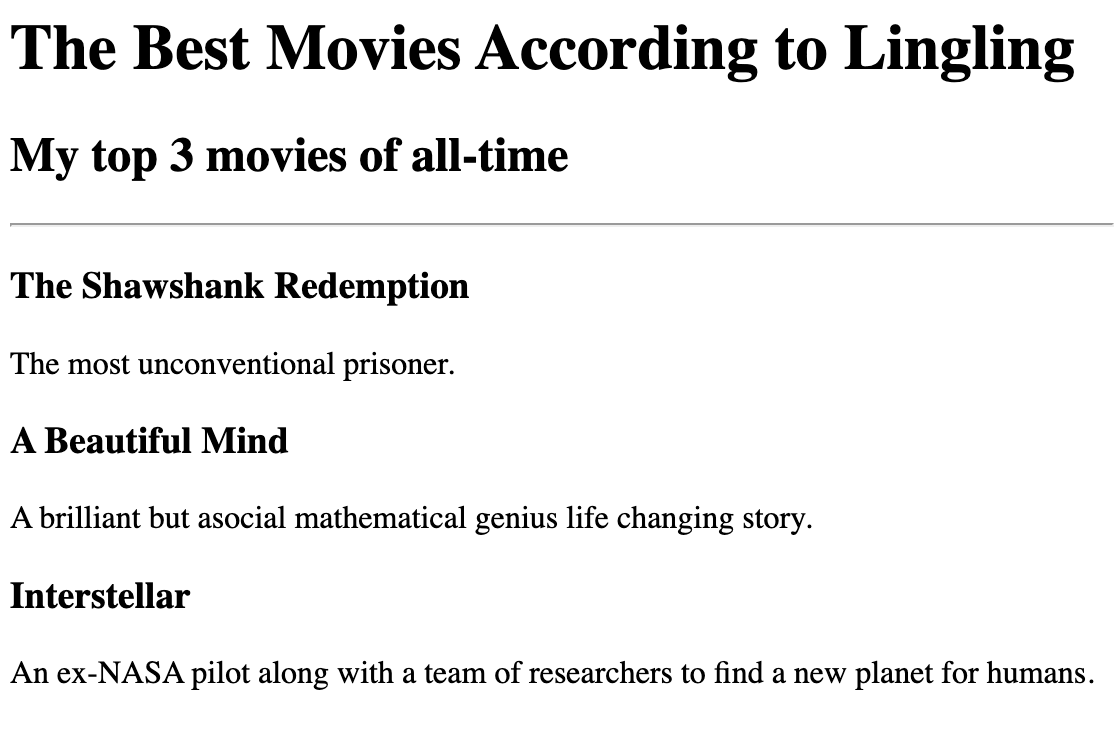 The Best Movies According to Lingling
My top 3 movies of all-time
The Shawshank Redemption
The most unconventional prisoner.
A Beautiful Mind
A brilliant but asocial mathematical genius life changing story.
Interstellar
An ex-NASA pilot along with a team of researchers to find a new planet for humans.